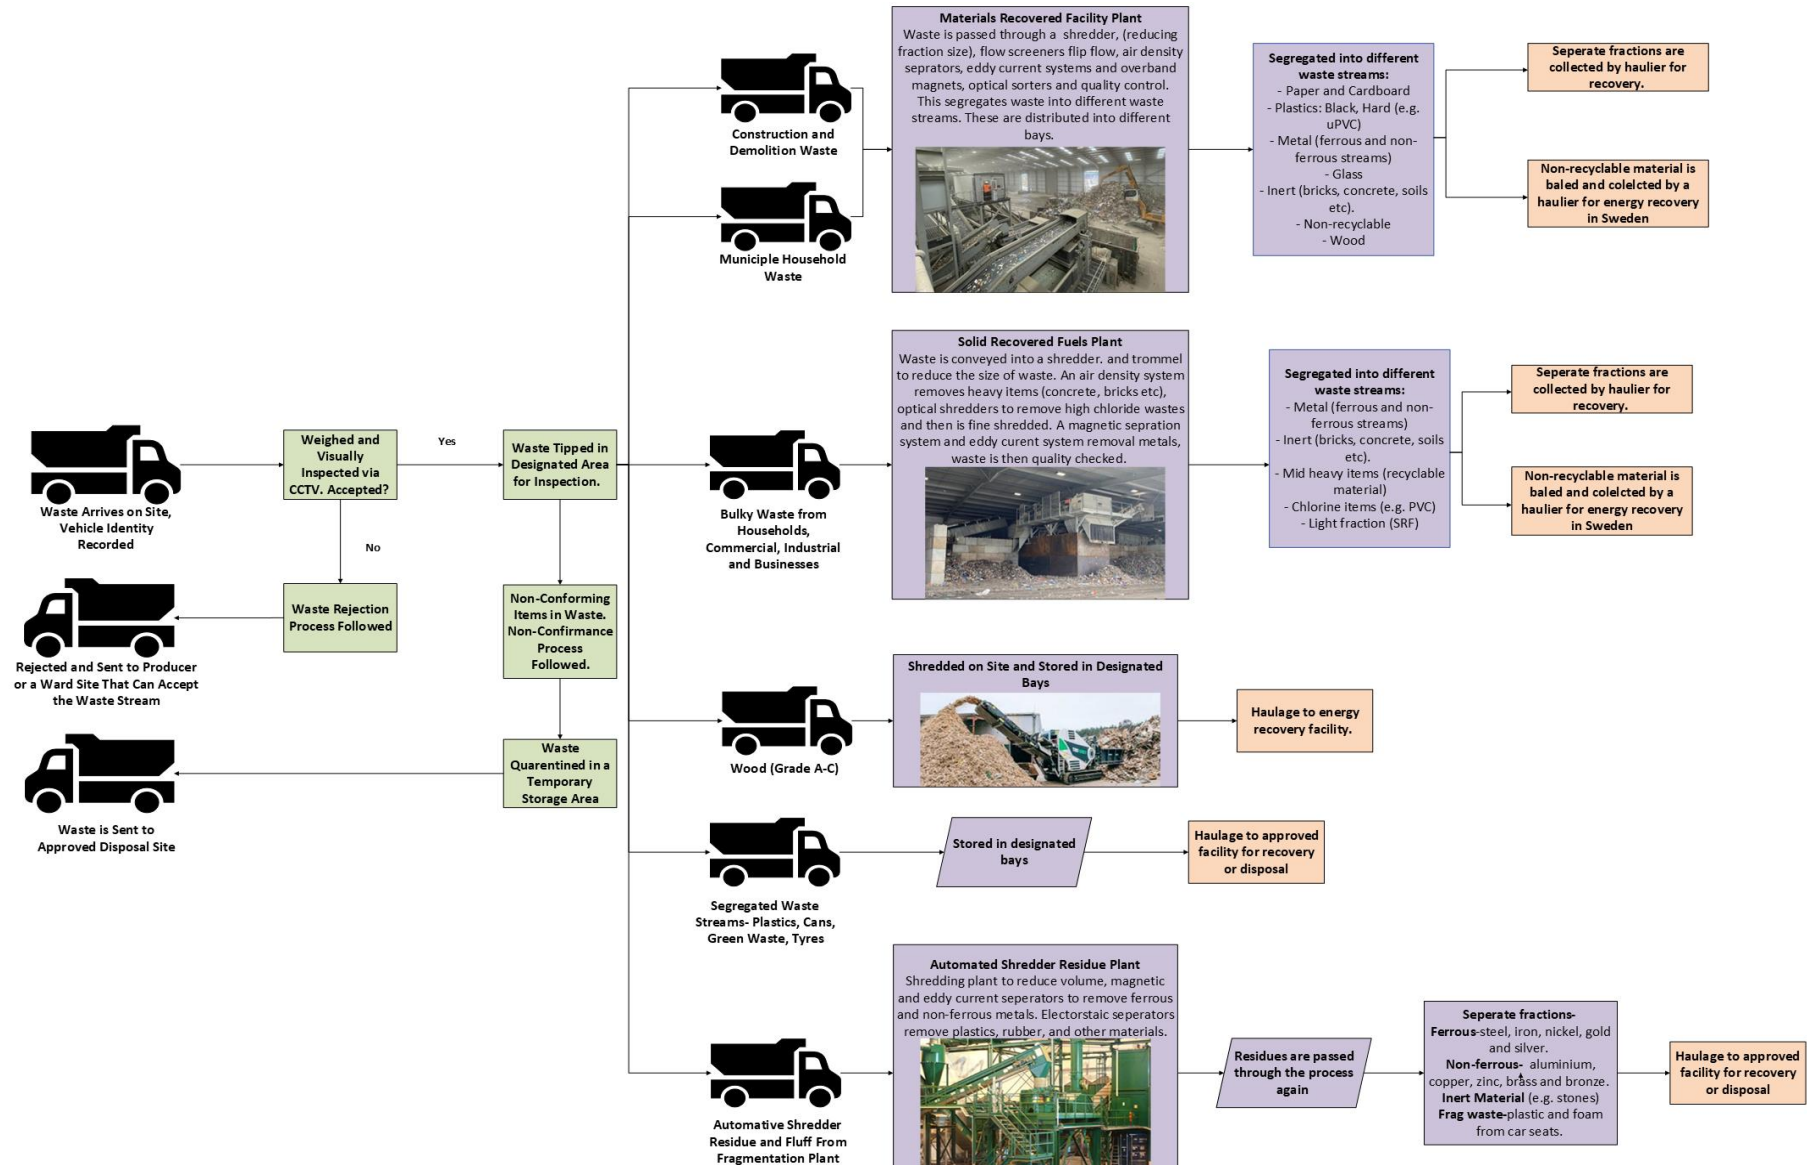 Waste Arrives on Site,
Vehicle Identity
Recorded
Weighed and
Visually
Inspected via
CCTV. Accepted?
Yes
No
Waste Rejection
Process Followed
Rejected and Sent to Producer
or a Ward Site That Can Accept
the Waste Stream
Waste Tipped in
Designated Area
for Inspection.
Non-Conforming
Items in Waste.
Non-Confirmance
Process
Followed.
Waste
Quarentined in a
Temporary
Storage Area
Waste is Sent to
Approved Disposal Site
Construction and
Demolition Waste
Municiple Household
Waste
Materials Recovered Facility Plant
Waste is passed through a shredder, (reducing
fraction size), flow screeners flip flow, air density
seprators, eddy current systems and overband
magnets, optical sorters and quality control.
This segregates waste into different waste
streams. These are distributed into different
bays.
Segregated into different
waste streams:
- Paper and Cardboard
- Plastics: Black, Hard (e.g.
uPVC)
- Metal (ferrous and non-
ferrous streams)
- Glass
- Inert (bricks, concrete, soils
etc).
- Non-recyclable
- Wood
Seperate fractions are
collected by haulier for
recovery.
Non-recyclable material is
baled and colelcted by a
haulier for energy recovery
in Sweden
Bulky Waste from
Households,
Commercial, Industrial
and Businesses
Solid Recovered Fuels Plant
Waste is conveyed into a shredder. and trommel
to reduce the size of waste. An air density system
removes heavy items (concrete, bricks etc),
optical shredders to remove high chloride wastes
and then is fine shredded. A magnetic sepration
system and eddy curent system removal metals,
waste is then quality checked.
Segregated into different
waste streams:
- Metal (ferrous and non-
ferrous streams)
- Inert (bricks, concrete, soils
etc).
- Mid heavy items (recyclable
material)
- Chlorine items (e.g. PVC)
- Light fraction (SRF)
Seperate fractions are
collected by haulier for
recovery.
Non-recyclable material is
baled and colelcted by a
haulier for energy recovery
in Sweden
Wood (Grade A-C)
Shredded on Site and Stored in Designated
Bays
Haulage to energy
recovery facility.
Segregated Waste
Streams- Plastics, Cans,
Green Waste, Tyres
Stored in designated
bays
Haulage to approved
facility for recovery
or disposal
Automative Shredder
Residue and Fluff From
Fragmentation Plant
Automated Shredder Residue Plant
Shredding plant to reduce volume, magnetic
and eddy current seperators to remove ferrous
and non-ferrous metals. Electorstaic seperators
remove plastics, rubber, and other materials.
Residues are passed
through the process
again
Seperate fractions-
Ferrous-steel, iron, nickel, gold
and silver.
Non-ferrous- aluminium,
copper, zinc, brass and bronze.
Inert Material (e.g. stones)
Frag waste-plastic and foam
from car seats.
Haulage to approved
facility for recovery
or disposal